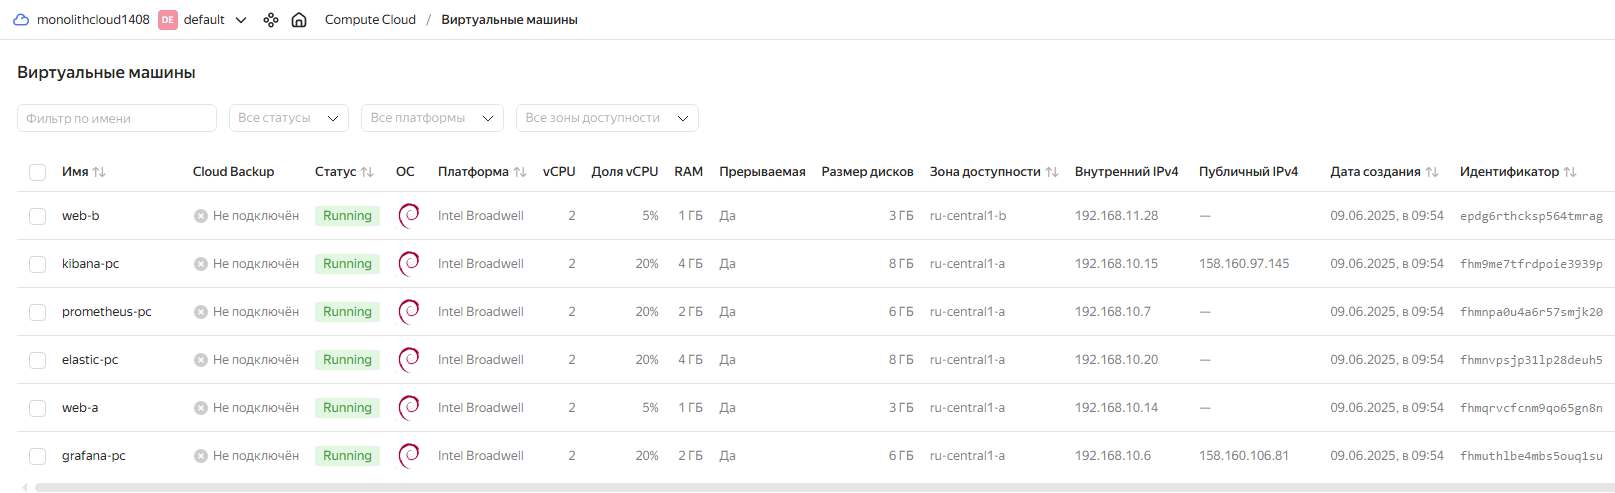 monolithcloud1408 DE default Compute Cloud / Виртуальные машины
Виртуальные машины
Фильтр по имени Все статусы Все платформы Все зоны доступности
Имя Cloud Backup Статус ОС Платформа vCPU Доля vCPU RAM Прерываемая Размер дисков Зона доступности Внутренний IPv4 Публичный IPv4 Дата создания Идентификатор
web-b Не подключён Running Intel Broadwell 2 5% 1 ГБ Да 3 ГБ ru-central1-b 192.168.11.28 — 09.06.2025, в 09:54 epdg6rthcksp564tmrag
kibana-pc Не подключён Running Intel Broadwell 2 20% 4 ГБ Да 8 ГБ ru-central1-a 192.168.10.15 158.160.97.145 09.06.2025, в 09:54 fhm9me7tfrdpoie3939p
prometheus-pc Не подключён Running Intel Broadwell 2 20% 2 ГБ Да 6 ГБ ru-central1-a 192.168.10.7 — 09.06.2025, в 09:54 fhmnpa0u4a6r57smjk20
elastic-pc Не подключён Running Intel Broadwell 2 20% 4 ГБ Да 8 ГБ ru-central1-a 192.168.10.20 — 09.06.2025, в 09:54 fhmnvpsjp31lp28deuh5
web-a Не подключён Running Intel Broadwell 2 5% 1 ГБ Да 3 ГБ ru-central1-a 192.168.10.14 — 09.06.2025, в 09:54 fhmqrvcfcnm9qo65gn8n
grafana-pc Не подключён Running Intel Broadwell 2 20% 2 ГБ Да 6 ГБ ru-central1-a 192.168.10.6 158.160.106.81 09.06.2025, в 09:54 fhmuthlbe4mbs5ouq1su